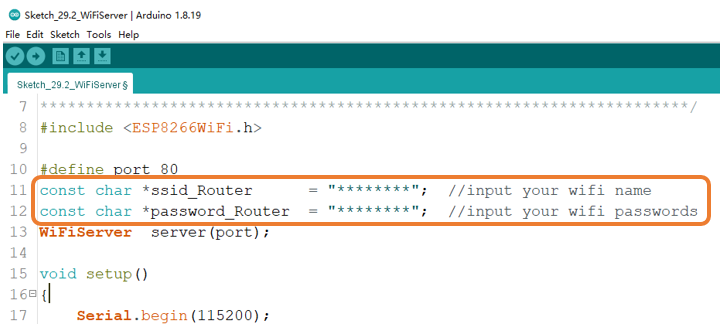 Sketch_29.2_WiFiServer | Arduino 1.8.19
File Edit Sketch Tools Help
Sketch_29.2_WiFiServer §
7 **********************************************************************/
8 #include <ESP8266WiFi.h>
9
10 #define port 80
11 const char *ssid_Router      = "********";  //input your wifi name
12 const char *password_Router  = "********";  //input your wifi passwords
13 WiFiServer  server(port);
14
15 void setup()
16 {
17     Serial.begin(115200);